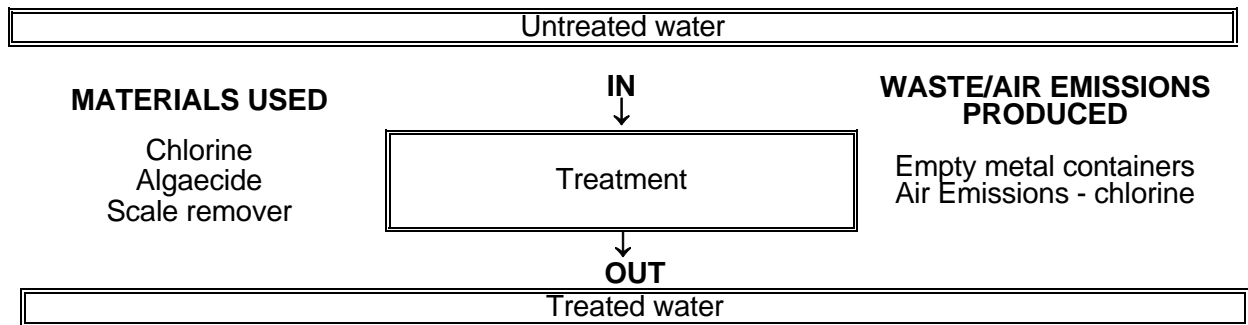 Untreated water
IN
MATERIALS USED
Chlorine
Algaecide
Scale remover
Treatment
WASTE/AIR EMISSIONS
PRODUCED
Empty metal containers
Air Emissions - chlorine
OUT
Treated water